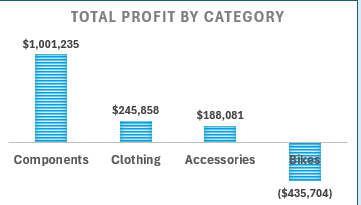 TOTAL PROFIT BY CATEGORY
$1,001,235
$245,858
$188,081
Components Clothing Accessories Bikes
($435,704)